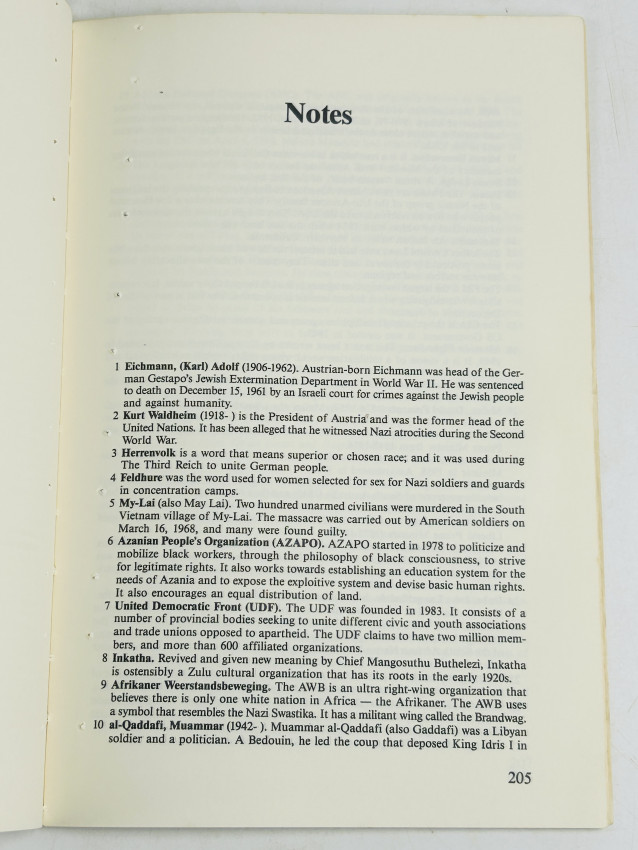 Notes
1 Eichmann, (Karl) Adolf (1906-1962). Austrian-born Eichmann was head of the Ger-
man Gestapo's Jewish Extermination Department in World War II. He was sentenced
to death on December 15, 1961 by an Israeli court for crimes against the Jewish people
and against humanity.
2 Kurt Waldheim (1918- ) is the President of Austria and was the former head of the
United Nations. It has been alleged that he witnessed Nazi atrocities during the Second
World War.
3 Herrenvolk is a word that means superior or chosen race; and it was used during
The Third Reich to unite German people.
4 Feldhure was the word used for women selected for sex for Nazi soldiers and guards
in concentration camps.
5 My-Lai (also May Lai). Two hundred unarmed civilians were murdered in the South
Vietnam village of My-Lai. The massacre was carried out by American soldiers on
March 16, 1968, and many were found guilty.
6 Azanian People's Organization (AZAPO). AZAPO started in 1978 to politicize and
mobilize black workers, through the philosophy of black consciousness, to strive
for legitimate rights. It also works towards establishing an education system for the
needs of Azania and to expose the exploitive system and devise basic human rights.
It also encourages an equal distribution of land.
7 United Democratic Front (UDF). The UDF was founded in 1983. It consists of a
number of provincial bodies seeking to unite different civic and youth associations
and trade unions opposed to apartheid. The UDF claims to have two million mem-
bers, and more than 600 affiliated organizations.
8 Inkatha. Revived and given new meaning by Chief Mangosuthu Buthelezi, Inkatha
is ostensibly a Zulu cultural organization that has its roots in the early 1920s.
9 Afrikaner Weerstandsbeweging. The AWB is an ultra right-wing organization that
believes there is only one white nation in Africa — the Afrikaner. The AWB uses
a symbol that resembles the Nazi Swastika. It has a militant wing called the Brandwag.
10 al-Qaddafi, Muammar (1942- ). Muammar al-Qaddafi (also Gaddafi) was a Libyan
soldier and a politician. A Bedouin, he led the coup that deposed King Idris I in
205